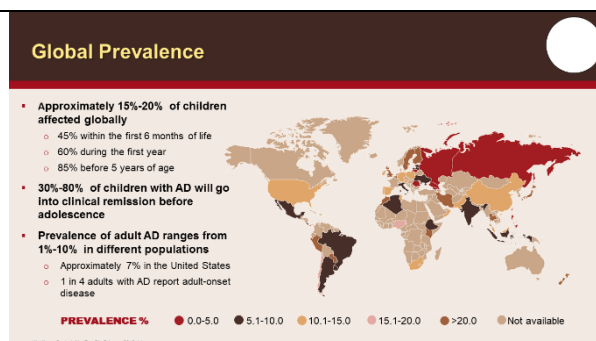 Global Prevalence
▪ Approximately 15%-20% of children
affected globally
o 45% within the first 6 months of life
o 60% during the first year
o 85% before 5 years of age
▪ 30%-80% of children with AD will go
into clinical remission before
adolescence
▪ Prevalence of adult AD ranges from
1%-10% in different populations
o Approximately 7% in the United States
o 1 in 4 adults with AD report adult-onset
disease
PREVALENCE % 0.0-5.0 5.1-10.0 10.1-15.0 15.1-20.0 >20.0 Not available